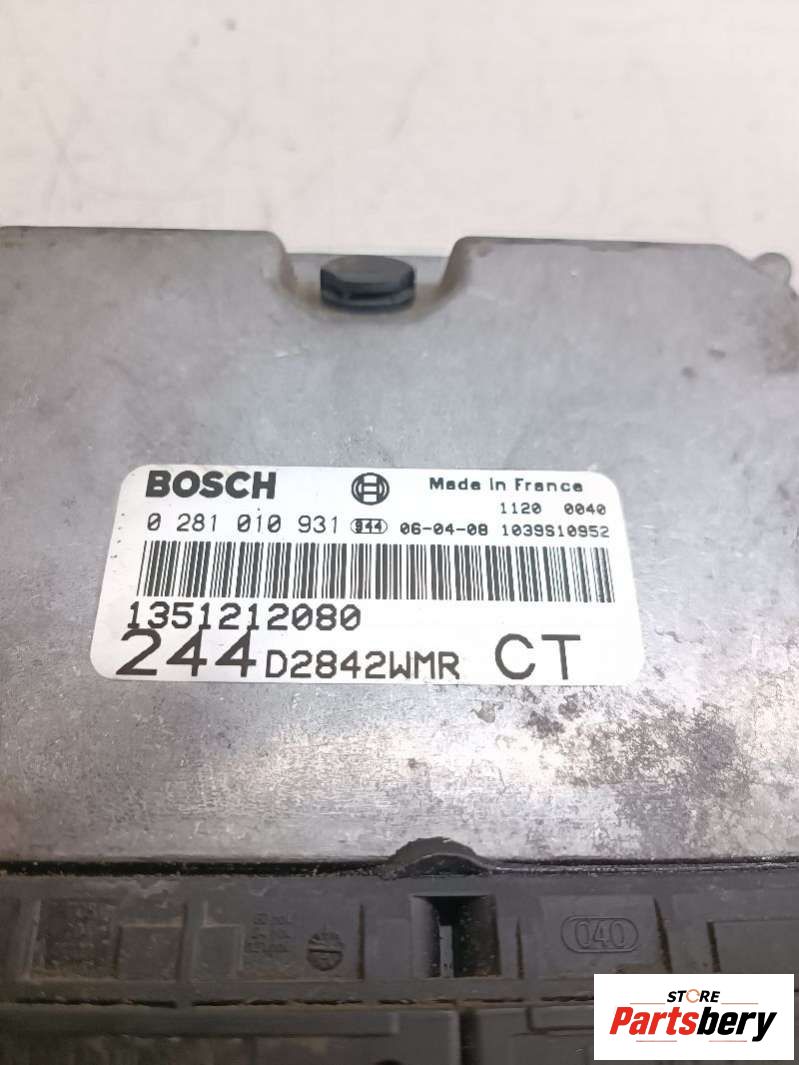 BOSCH Made in France
1120 0040
0 281 010 931 944 06-04-08 1039S10952
1351212080
244 D2842WMR CT
040
STORE
Partsbery